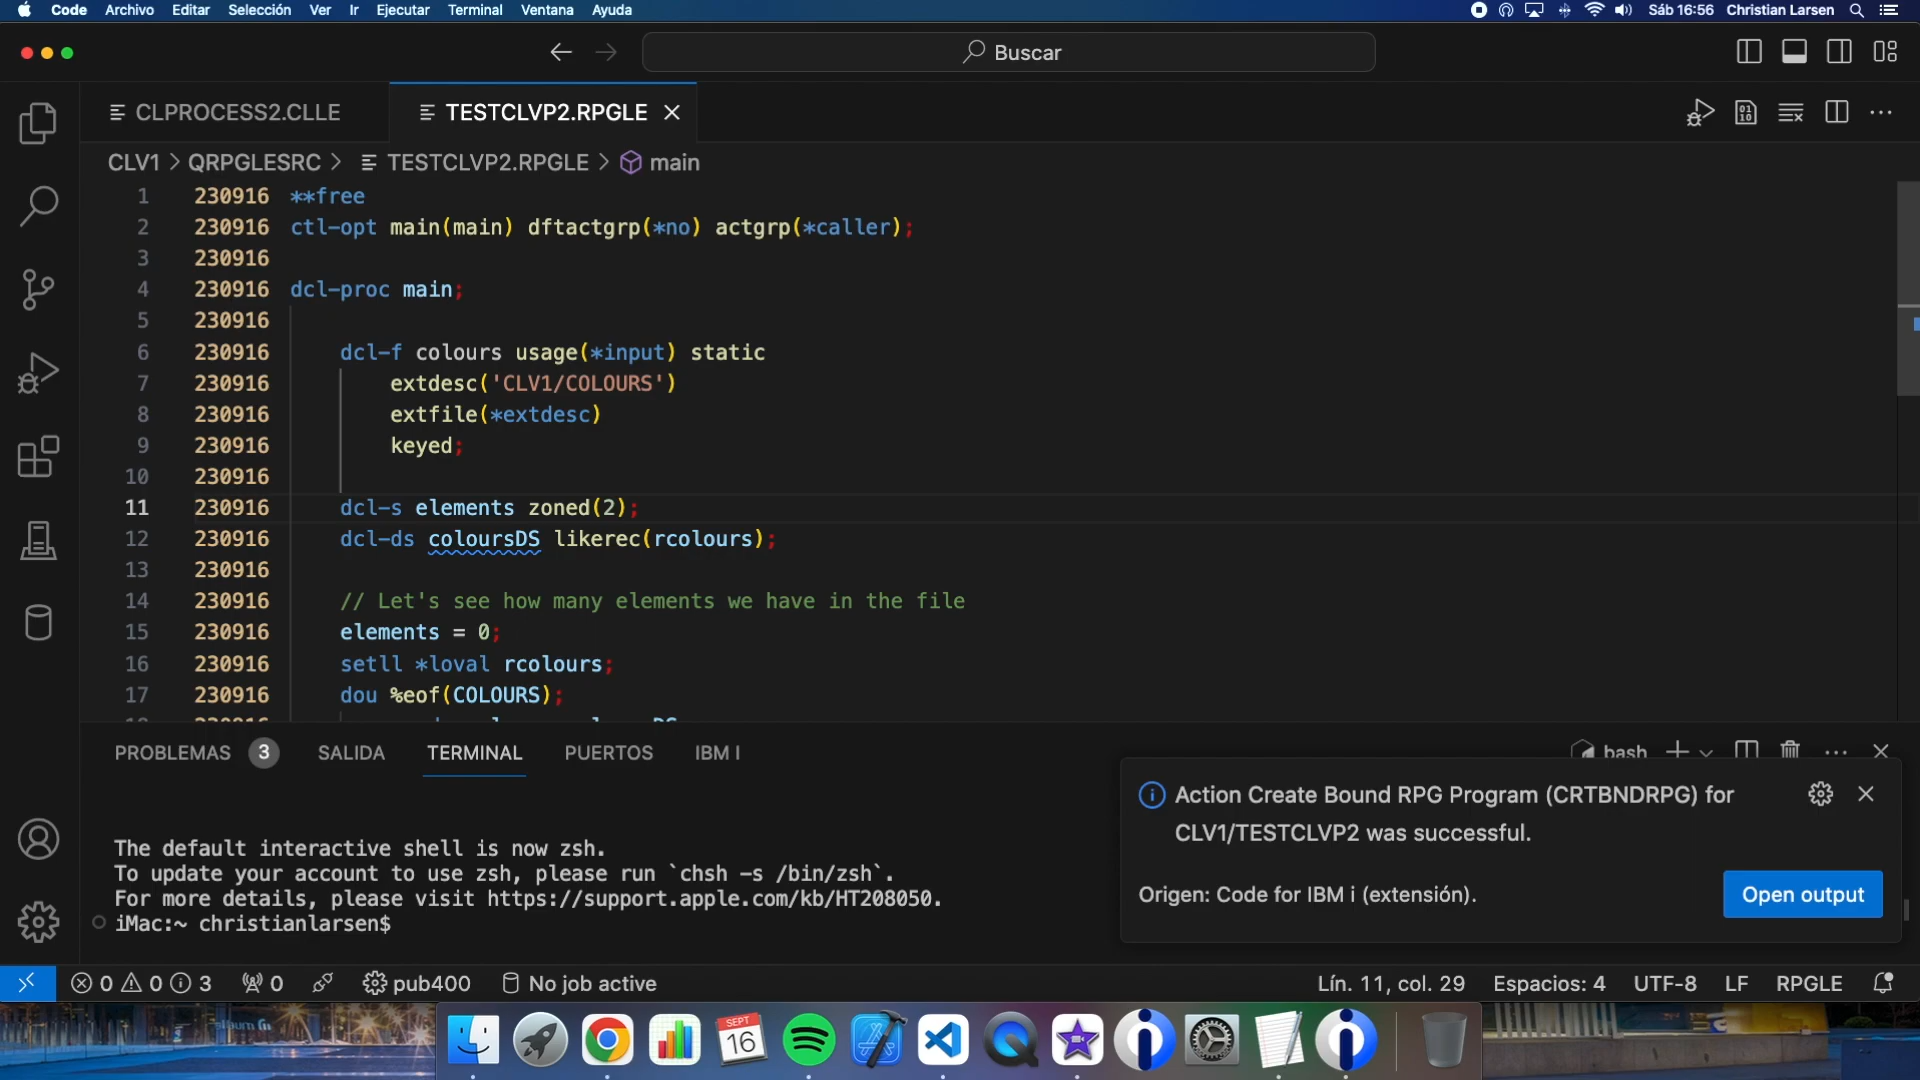 Code Archivo Editar Selección Ver Ir Ejecutar Terminal Ventana Ayuda Sáb 16:56 Christian Larsen
Buscar
CLPROCESS2.CLLE TESTCLVP2.RPGLE
CLV1 > QRPGLESRC > TESTCLVP2.RPGLE > main
1 230916 **free
2 230916 ctl-opt main(main) dftactgrp(*no) actgrp(*caller);
3 230916
4 230916 dcl-proc main;
5 230916
6 230916 dcl-f colours usage(*input) static
7 230916 extdesc('CLV1/COLOURS')
8 230916 extfile(*extdesc)
9 230916 keyed;
10 230916
11 230916 dcl-s elements zoned(2);
12 230916 dcl-ds coloursDS likerec(rcolours);
13 230916
14 230916 // Let's see how many elements we have in the file
15 230916 elements = 0;
16 230916 setll *loval rcolours;
17 230916 dou %eof(COLOURS);
PROBLEMAS 3 SALIDA TERMINAL PUERTOS IBM I bash
The default interactive shell is now zsh.
To update your account to use zsh, please run `chsh -s /bin/zsh`.
For more details, please visit https://support.apple.com/kb/HT208050.
iMac:~ christianlarsen$
Action Create Bound RPG Program (CRTBNDRPG) for
CLV1/TESTCLVP2 was successful.
Origen: Code for IBM i (extensión).
Open output
0 0 3 0 pub400 No job active Lín. 11, col. 29 Espacios: 4 UTF-8 LF RPGLE
SEPT
16